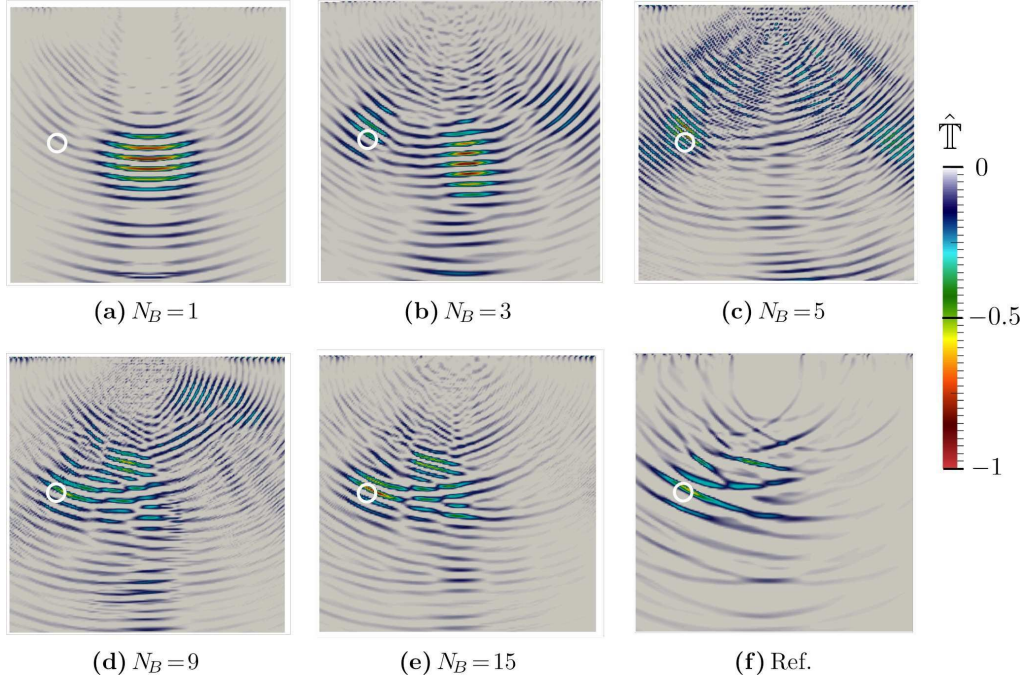 (a) N_B = 1
(b) N_B = 3
(c) N_B = 5
𝕋̂
0
−0.5
−1
(d) N_B = 9
(e) N_B = 15
(f) Ref.